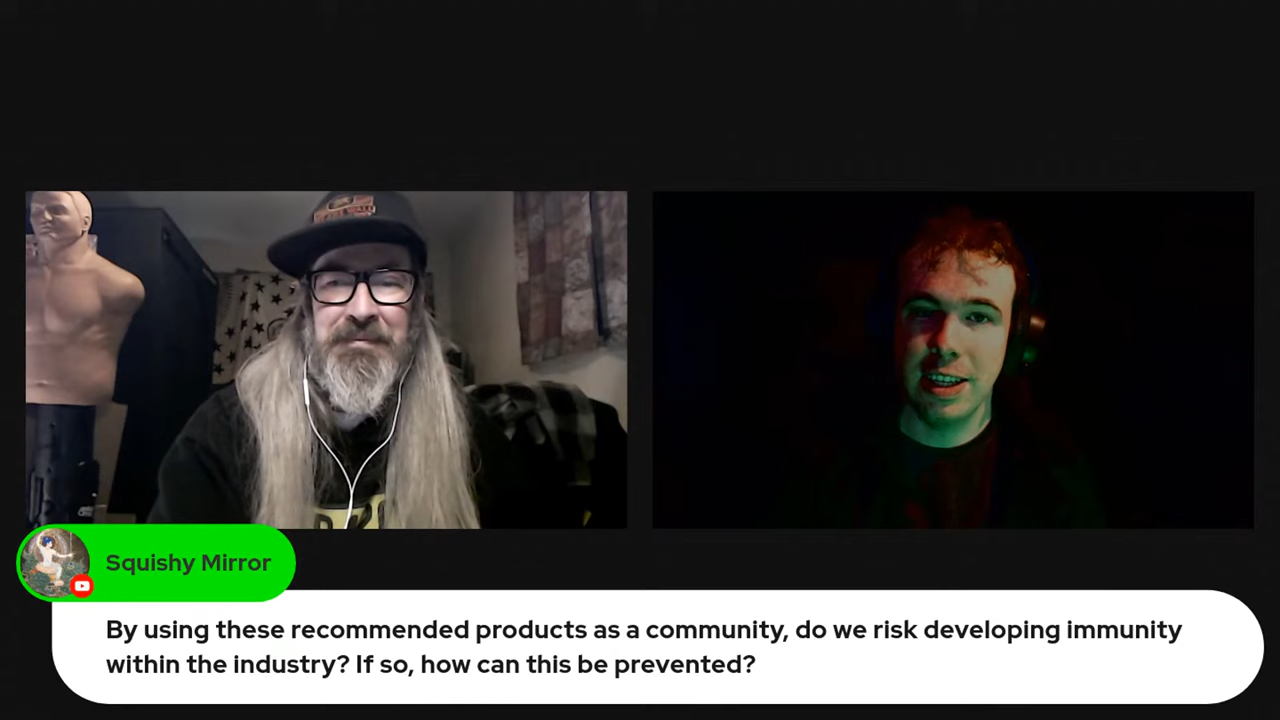 Squishy Mirror
By using these recommended products as a community, do we risk developing immunity
within the industry? If so, how can this be prevented?